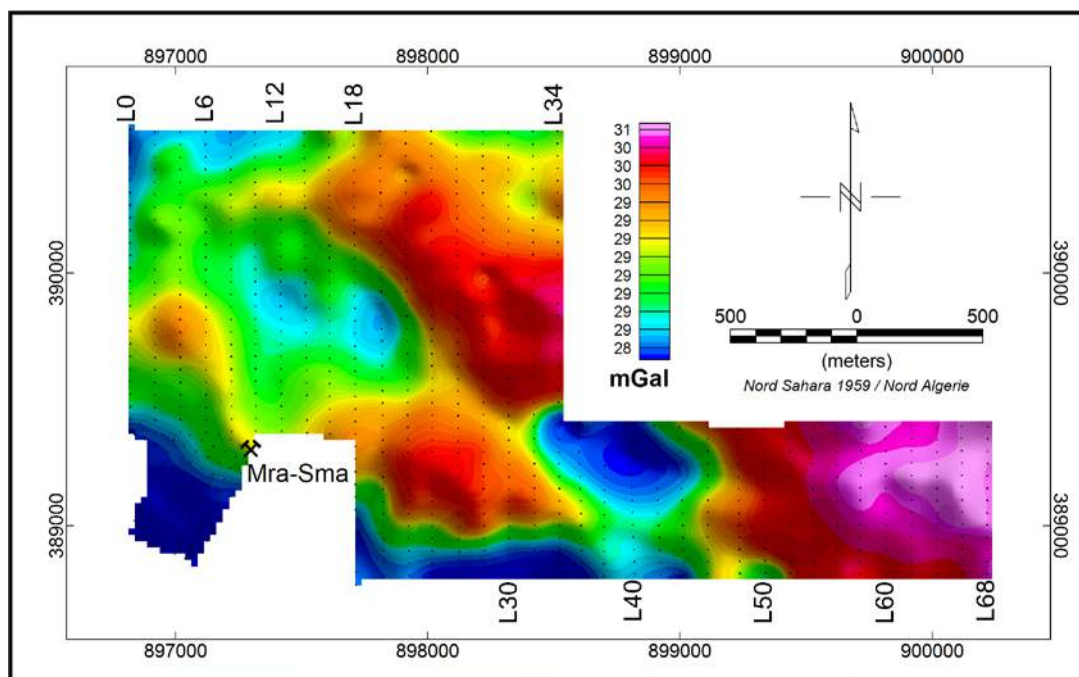 897000 898000 899000 900000
L0 L6 L12 L18 L34
31
30
30
30
29
29
29
29
29
29
29
29
28
mGal
N
390000 390000
500 0 500
(meters)
Nord Sahara 1959 / Nord Algerie
Mra-Sma
389000 389000
L30 L40 L50 L60 L68
897000 898000 899000 900000